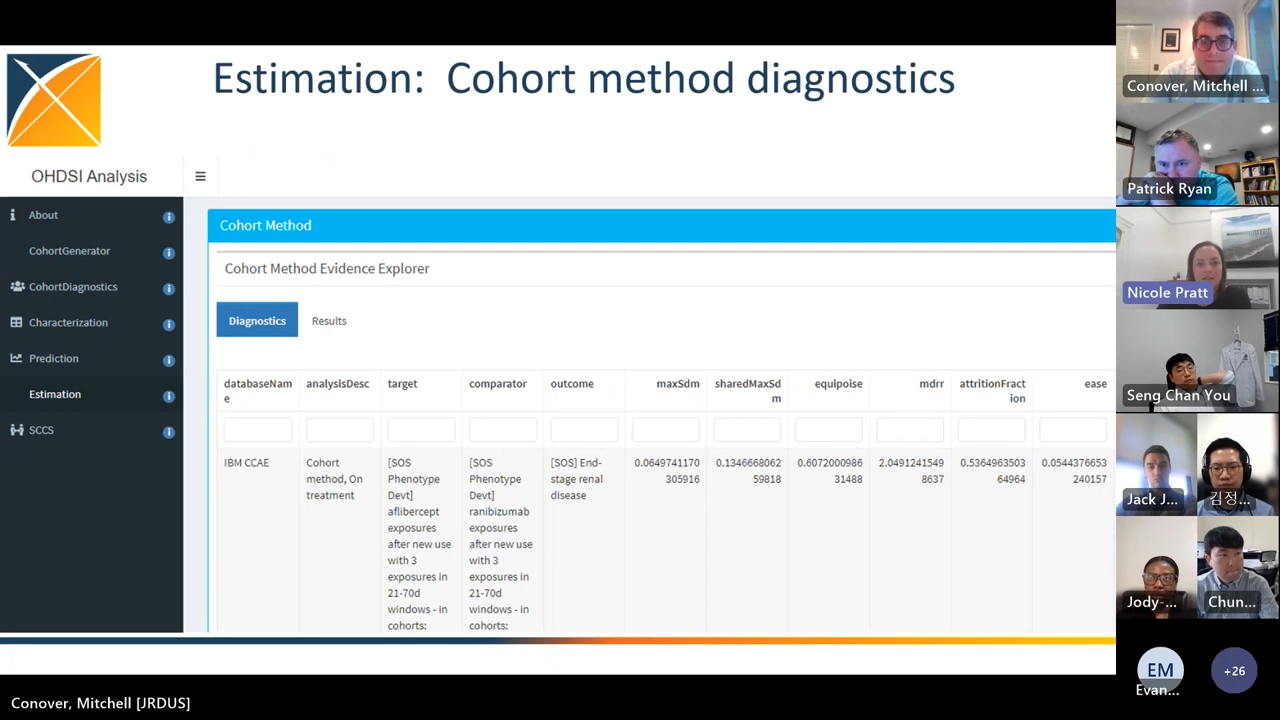 Estimation: Cohort method diagnostics
OHDSI Analysis
About
CohortGenerator
CohortDiagnostics
Characterization
Prediction
Estimation
SCCS
Cohort Method
Cohort Method Evidence Explorer
Diagnostics
Results
databaseNam
e
analysisDesc
target
comparator
outcome
maxSdm
sharedMaxSd
m
equipoise
mdrr
attritionFract
ion
ease
IBM CCAE
Cohort
method, On
treatment
[SOS
Phenotype
Devt]
aflibercept
exposures
after new use
with 3
exposures in
21-70d
windows - in
cohorts:
[SOS
Phenotype
Devt]
ranibizumab
exposures
after new use
with 3
exposures in
21-70d
windows - in
cohorts:
[SOS] End-
stage renal
disease
0.0649741170
305916
0.1346668062
59818
0.6072000986
31488
2.0491241549
8637
0.5364963503
64964
0.0544376653
240157
Conover, Mitchell ...
Patrick Ryan
Nicole Pratt
Seng Chan You
Jack J...
김정...
Jody-...
Chun...
EM
Evan...
+26
Conover, Mitchell [JRDUS]